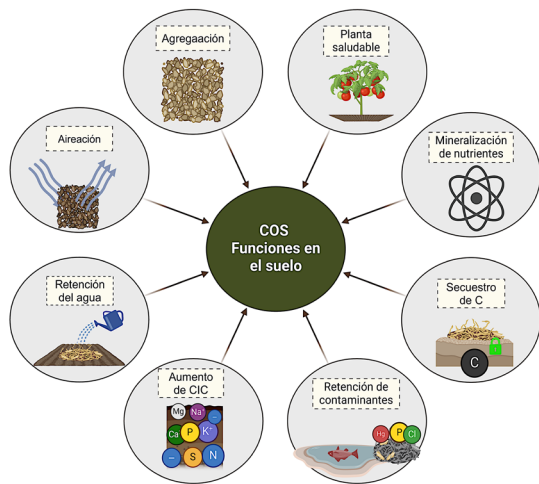 Agregaación
Planta
saludable
Aireación
Mineralización
de nutrientes
COS
Funciones en
el suelo
Retención
del agua
Secuestro
de C
C
Aumento
de CIC
Mg
Na⁺
–
Ca
P
K⁺
–
S
N
Retención de
contaminantes
Hg
P
Cl